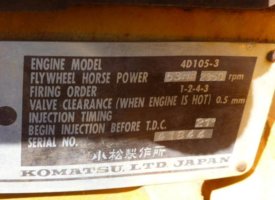 ENGINE MODEL 4D105-3
FLYWHEEL HORSE POWER rpm
FIRING ORDER 1-2-4-3
VALVE CLEARANCE (WHEN ENGINE IS HOT) 0.5 mm
INJECTION TIMING
BEGIN INJECTION BEFORE T.D.C.
SERIAL NO.
小松製作所
KOMATSU, LTD JAPAN